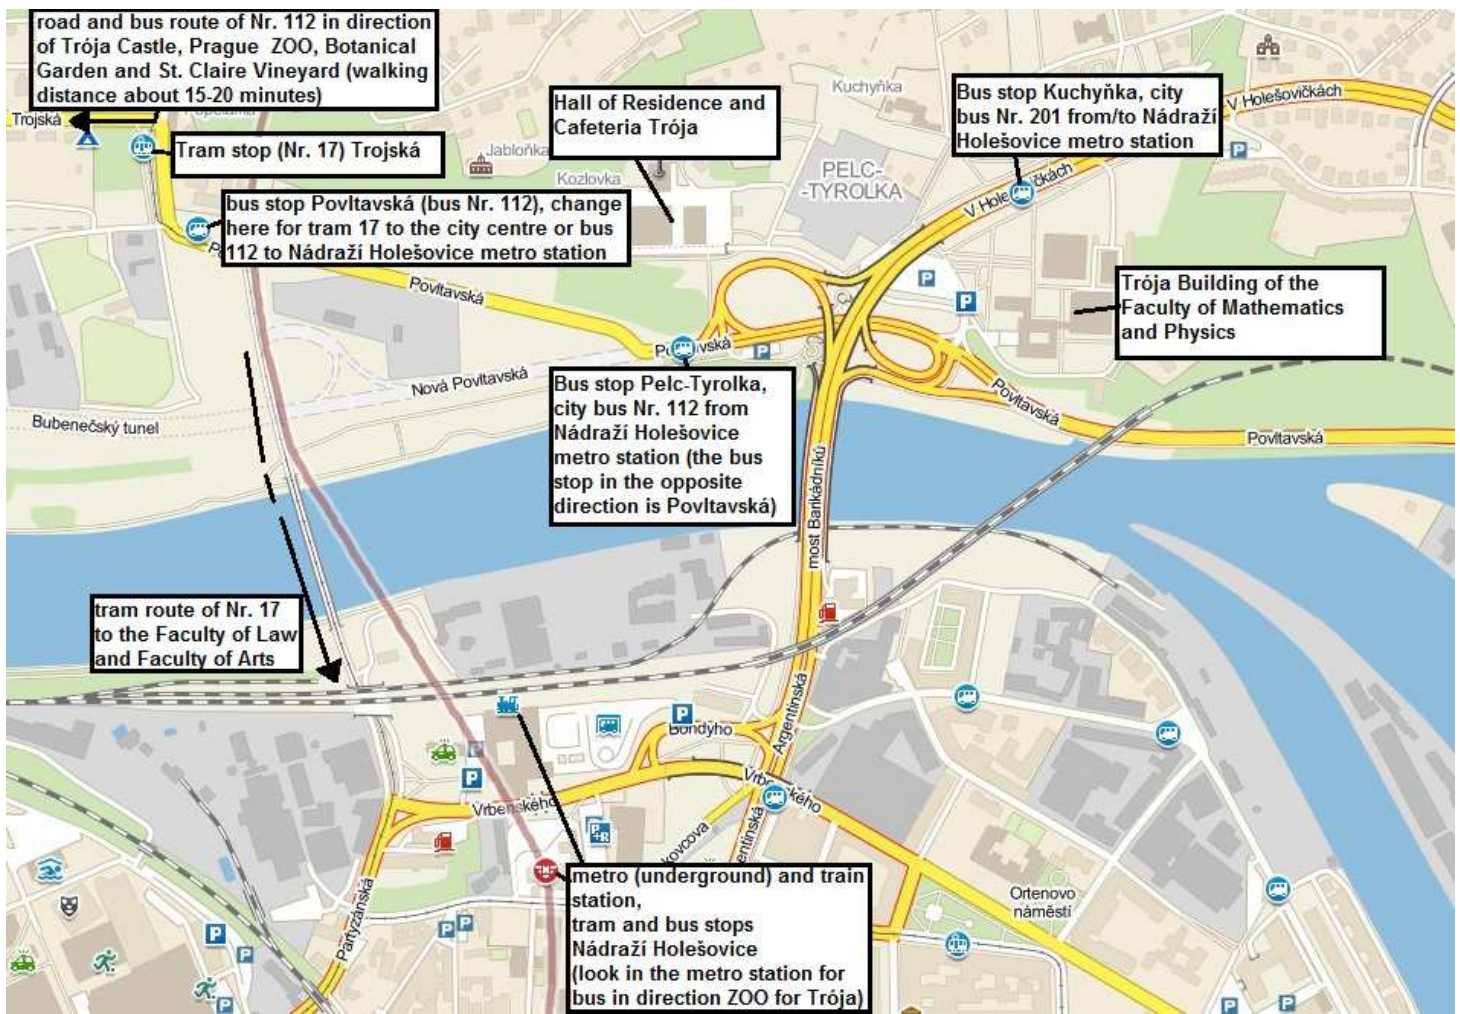 road and bus route of Nr. 112 in direction
of Trója Castle, Prague ZOO, Botanical
Garden and St. Claire Vineyard (walking
distance about 15-20 minutes)
Trojská
Tram stop (Nr. 17) Trojská
bus stop Povltavská (bus Nr. 112), change
here for tram 17 to the city centre or bus
112 to Nádraží Holešovice metro station
Hall of Residence and
Cafeteria Trója
Jabloňka
Kozlovka
Kuchyňka
PELC-
-TYROLKA
Bus stop Kuchyňka, city
bus Nr. 201 from/to Nádraží
Holešovice metro station
V Holešovičkách
V Holešovičkách
Trója Building of the
Faculty of Mathematics
and Physics
Povltavská
Povltavská
Nová Povltavská
Bubenečský tunel
Bus stop Pelc-Tyrolka,
city bus Nr. 112 from
Nádraží Holešovice
metro station (the bus
stop in the opposite
direction is Povltavská)
Povltavská
Povltavská
most Barikádníků
tram route of Nr. 17
to the Faculty of Law
and Faculty of Arts
P
P
P
P
P
Bondyho
Argentinská
Vrbenského
Vrbenského
P
P
P
P+R
Argentinská
Partyzánská
metro (underground) and train
station,
tram and bus stops
Nádraží Holešovice
(look in the metro station for
bus in direction ZOO for Trója)
Ortenovo
náměstí
P
P
P
P
P
P
P